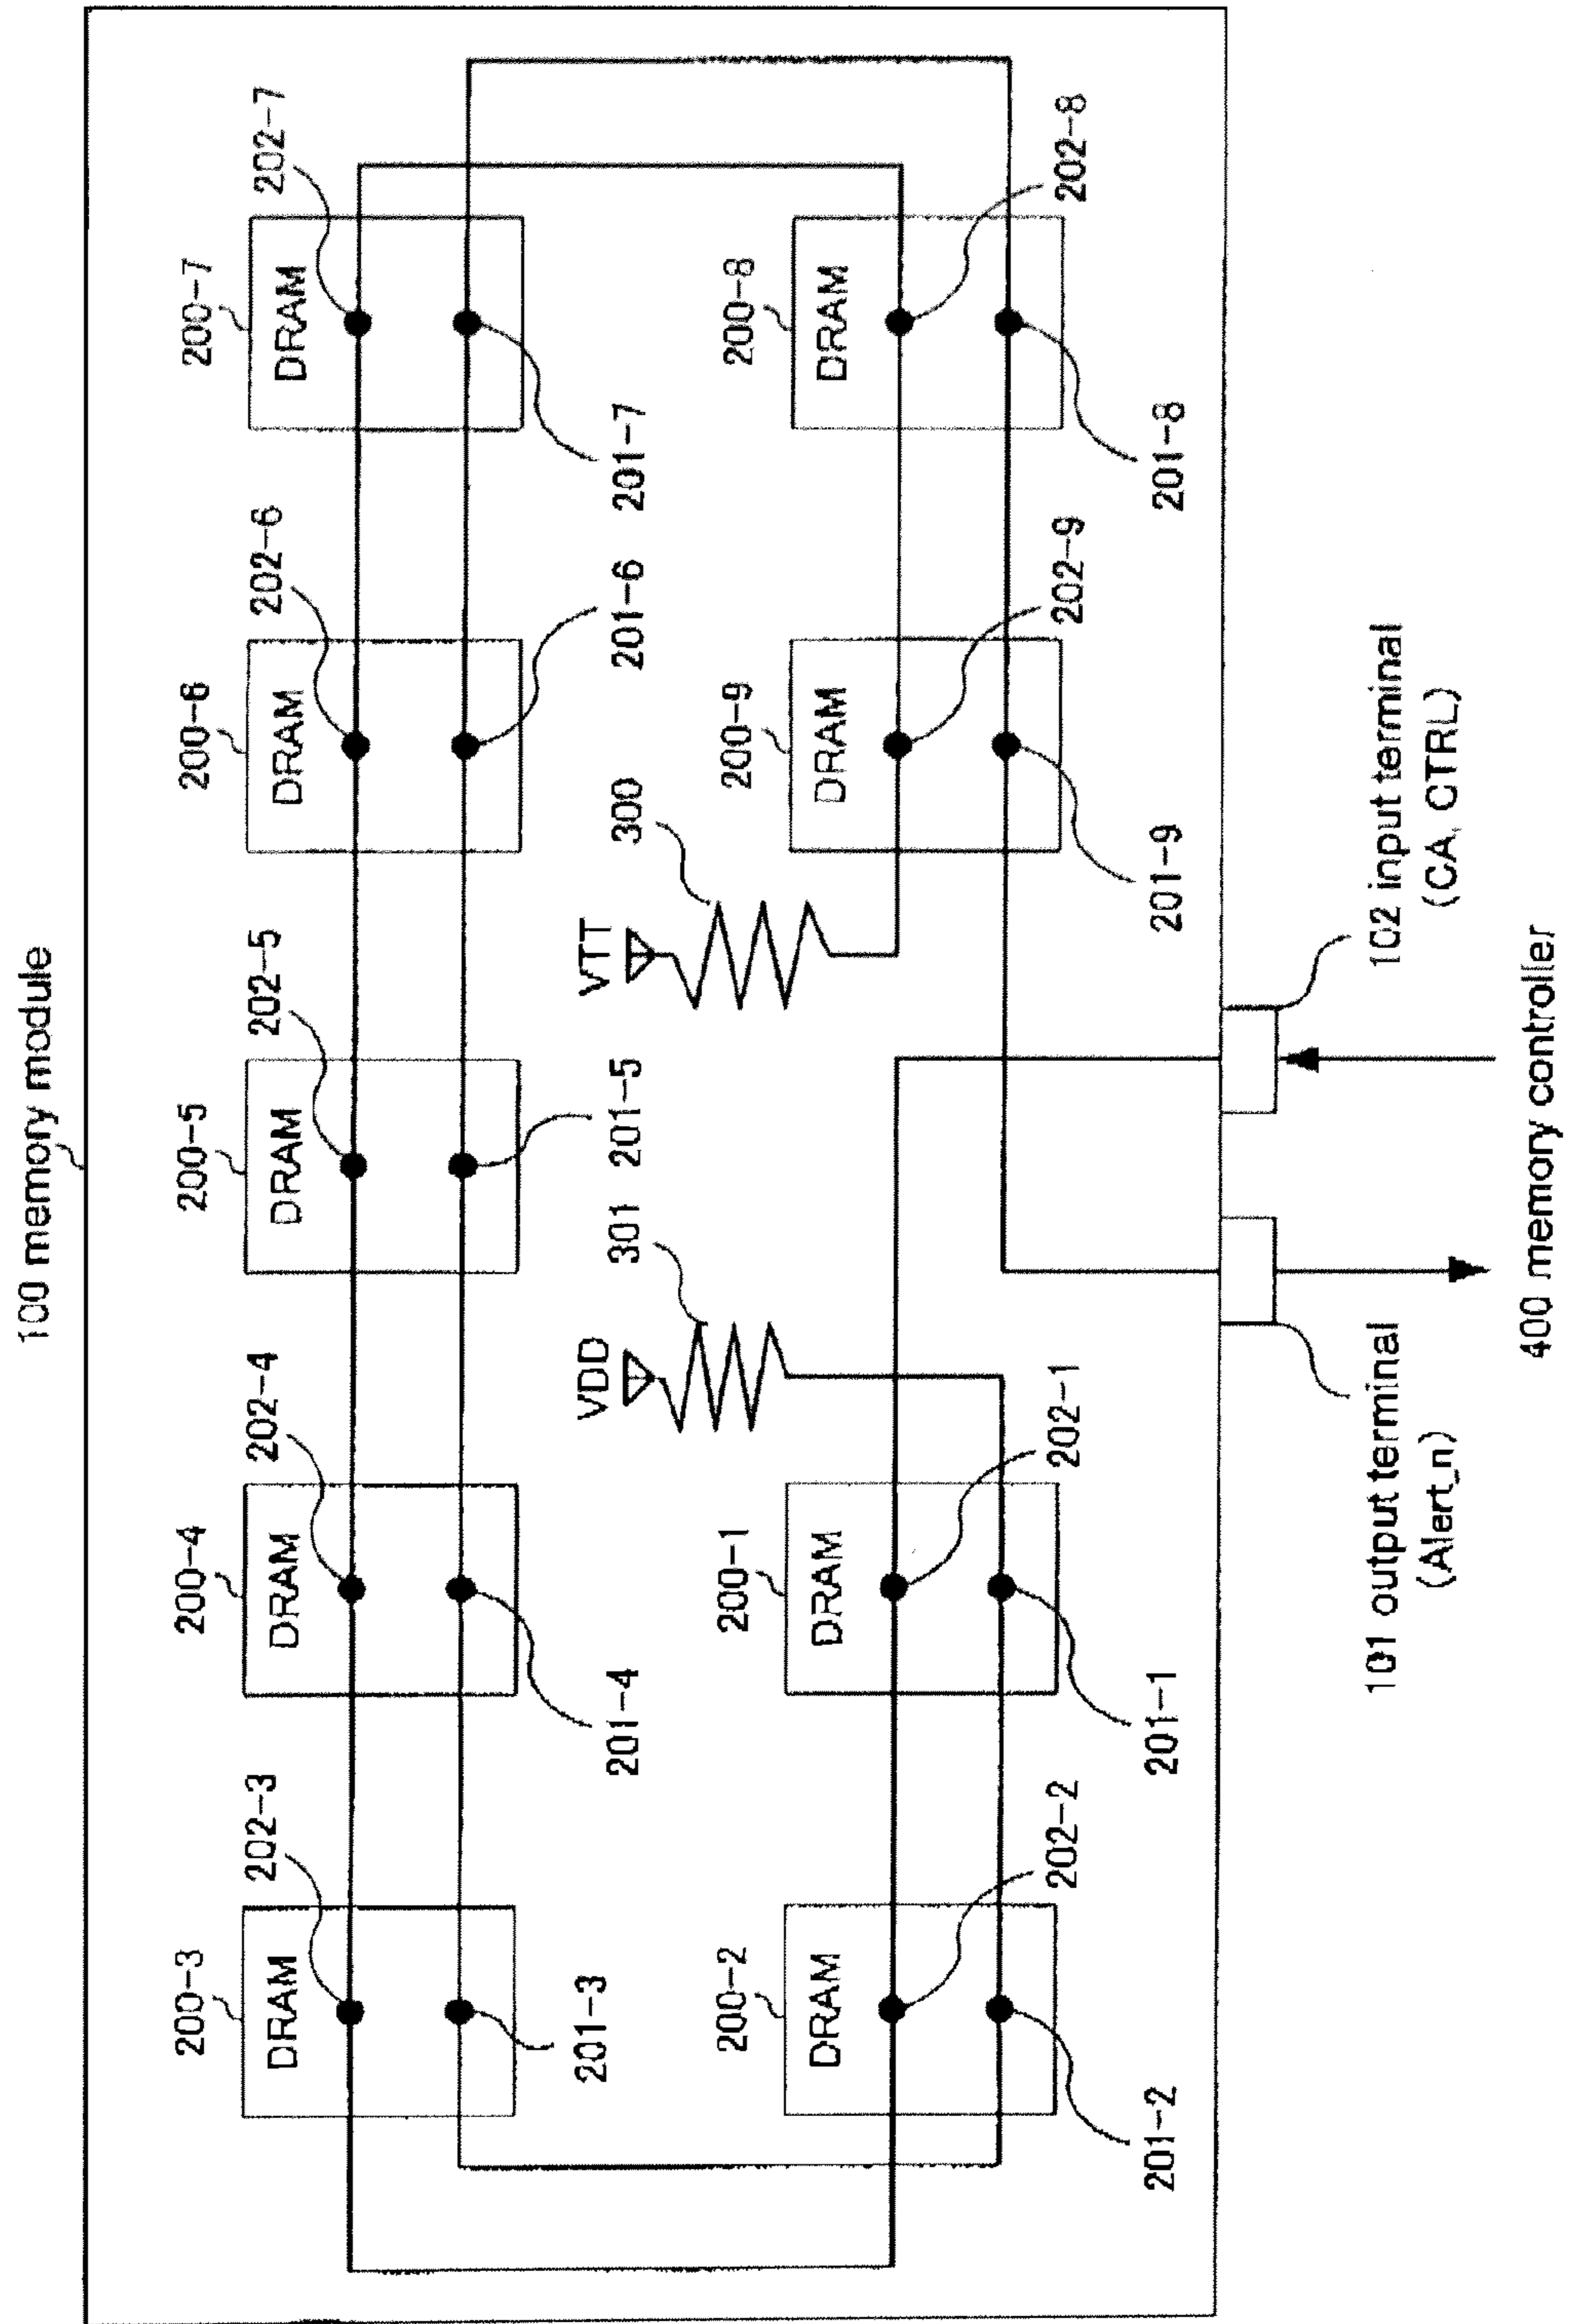 100 memory module
200-3
200-4
200-5
200-6
200-7
202-3
202-4
202-5
202-6
202-7
DRAM
DRAM
DRAM
DRAM
DRAM
201-3
201-4
VDD
301
201-5
VTT
300
201-6
201-7
200-2
200-1
200-9
200-8
DRAM
DRAM
DRAM
DRAM
202-2
202-1
202-9
202-8
201-2
201-1
201-9
201-8
101 output terminal
(Alert_n)
102 input terminal
(CA, CTRL)
400 memory controller